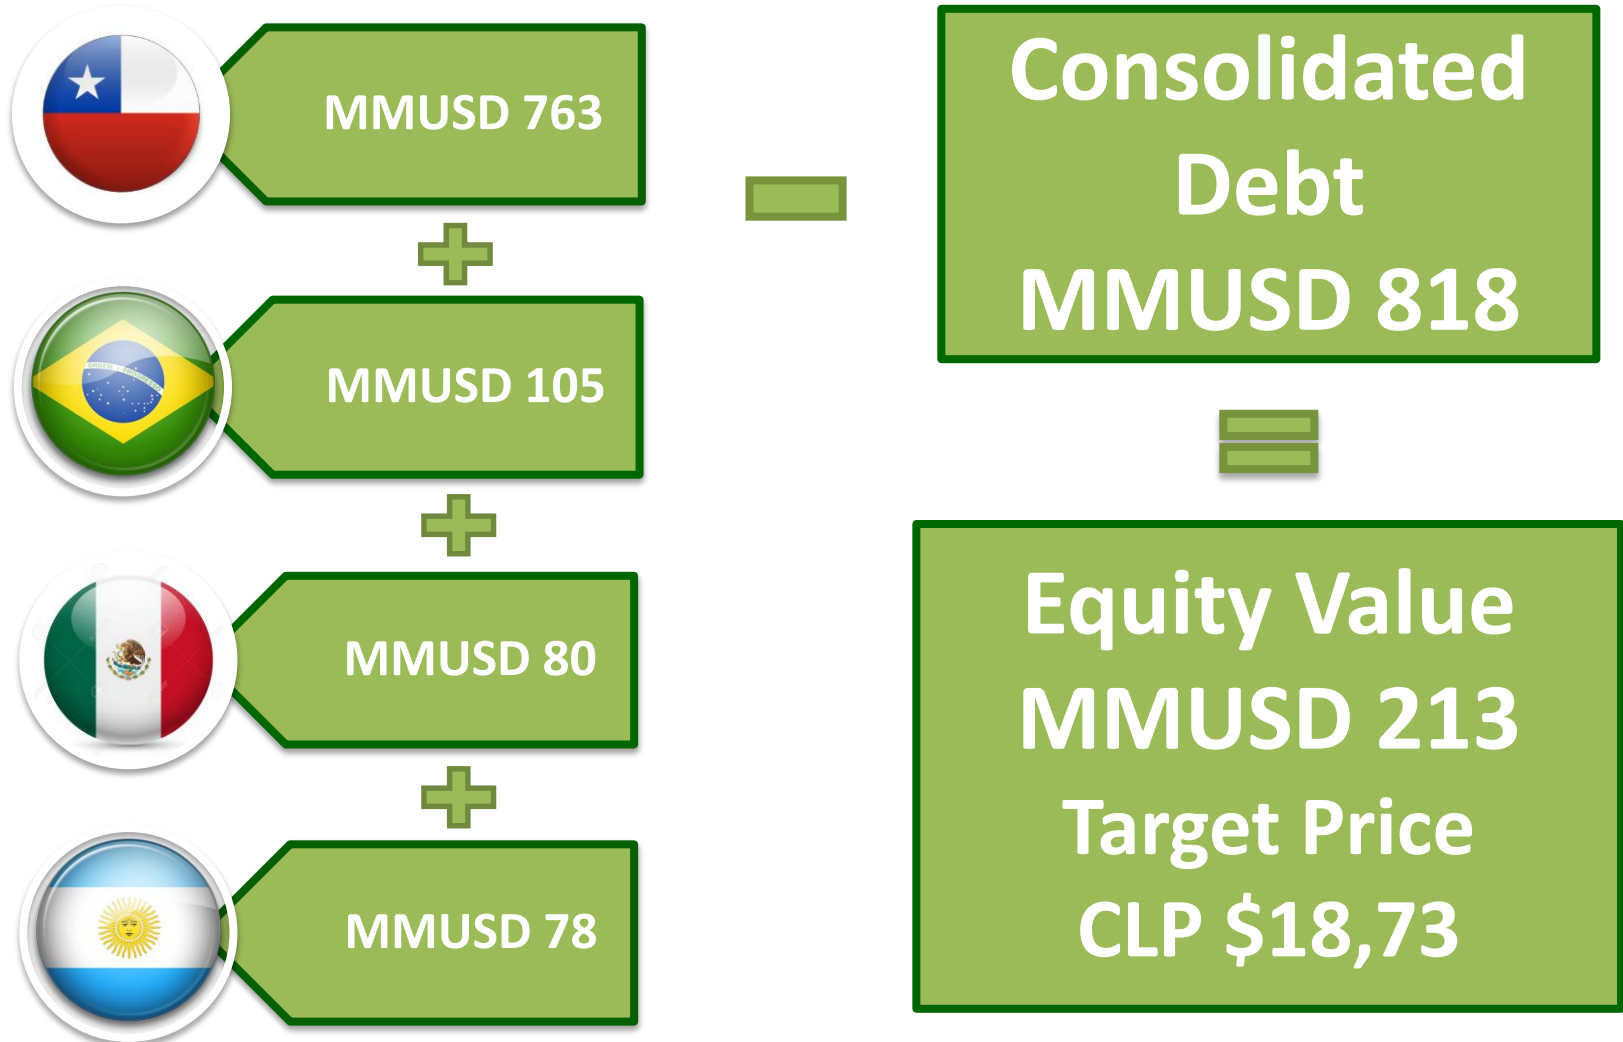 MMUSD 763
MMUSD 105
MMUSD 80
MMUSD 78
Consolidated
Debt
MMUSD 818
Equity Value
MMUSD 213
Target Price
CLP $18,73